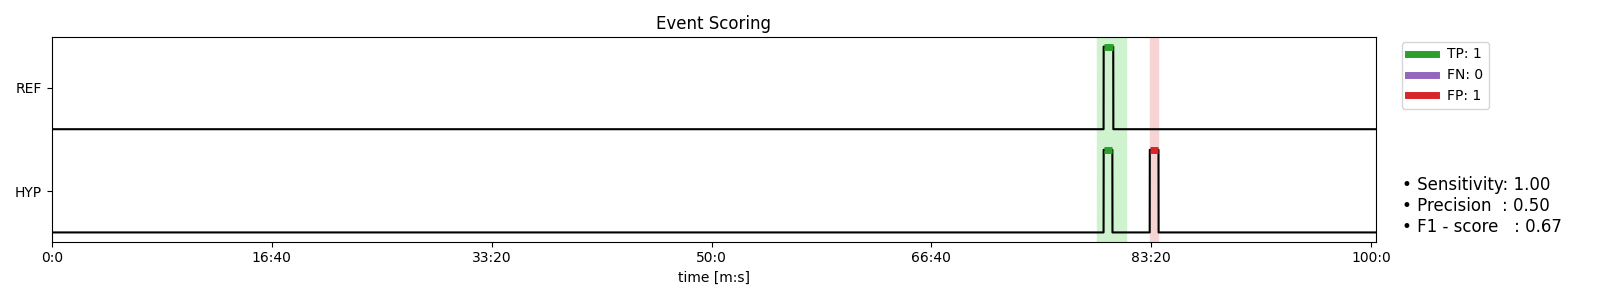 Event Scoring
REF
HYP
0:0
16:40
33:20
50:0
66:40
83:20
100:0
time [m:s]
TP: 1
FN: 0
FP: 1
• Sensitivity: 1.00
• Precision  : 0.50
• F1 - score   : 0.67